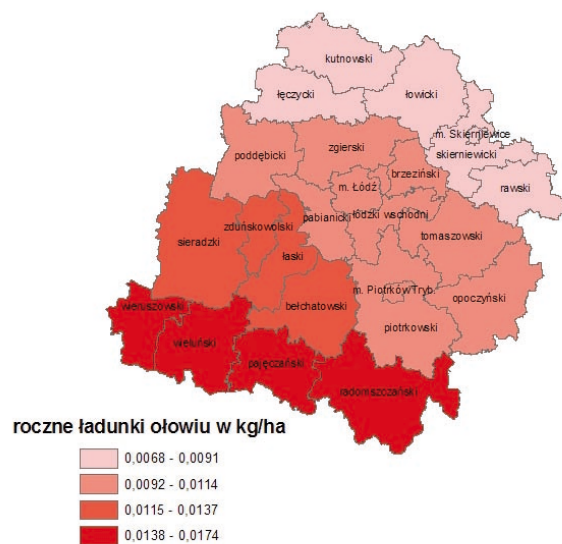 kutnowski
łęczycki
łowicki
m. Skierniewice
skierniewicki
rawski
poddębicki
zgierski
brzeziński
m. Łódź
pabianicki
łódzki wschodni
tomaszowski
zduńskowolski
sieradzki
łaski
m. Piotrków Tryb.
opoczyński
bełchatowski
piotrkowski
wieruszowski
wieluński
pajęczański
radomszczański
roczne ładunki ołowiu w kg/ha
0,0068 - 0,0091
0,0092 - 0,0114
0,0115 - 0,0137
0,0138 - 0,0174